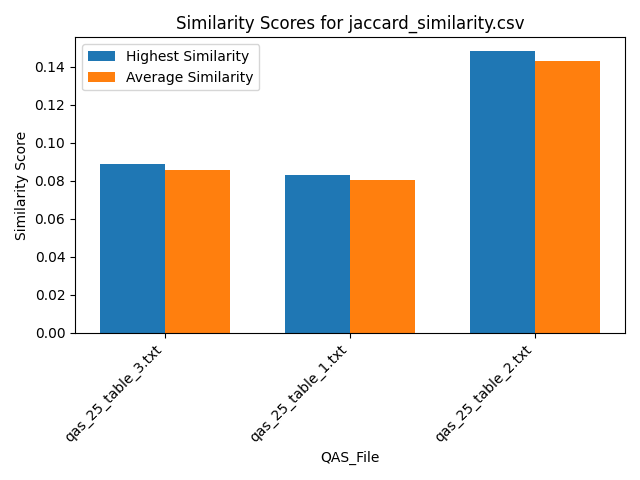 Similarity Scores for jaccard_similarity.csv
Highest Similarity
Average Similarity
Similarity Score
0.14
0.12
0.10
0.08
0.06
0.04
0.02
0.00
qas_25_table_3.txt
qas_25_table_1.txt
qas_25_table_2.txt
QAS_File